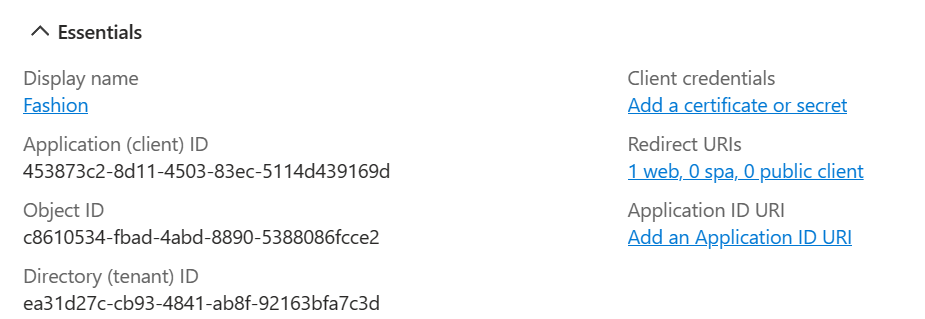 Essentials
Display name
Fashion
Application (client) ID
453873c2-8d11-4503-83ec-5114d439169d
Object ID
c8610534-fbad-4abd-8890-5388086fcce2
Directory (tenant) ID
ea31d27c-cb93-4841-ab8f-92163bfa7c3d
Client credentials
Add a certificate or secret
Redirect URIs
1 web, 0 spa, 0 public client
Application ID URI
Add an Application ID URI